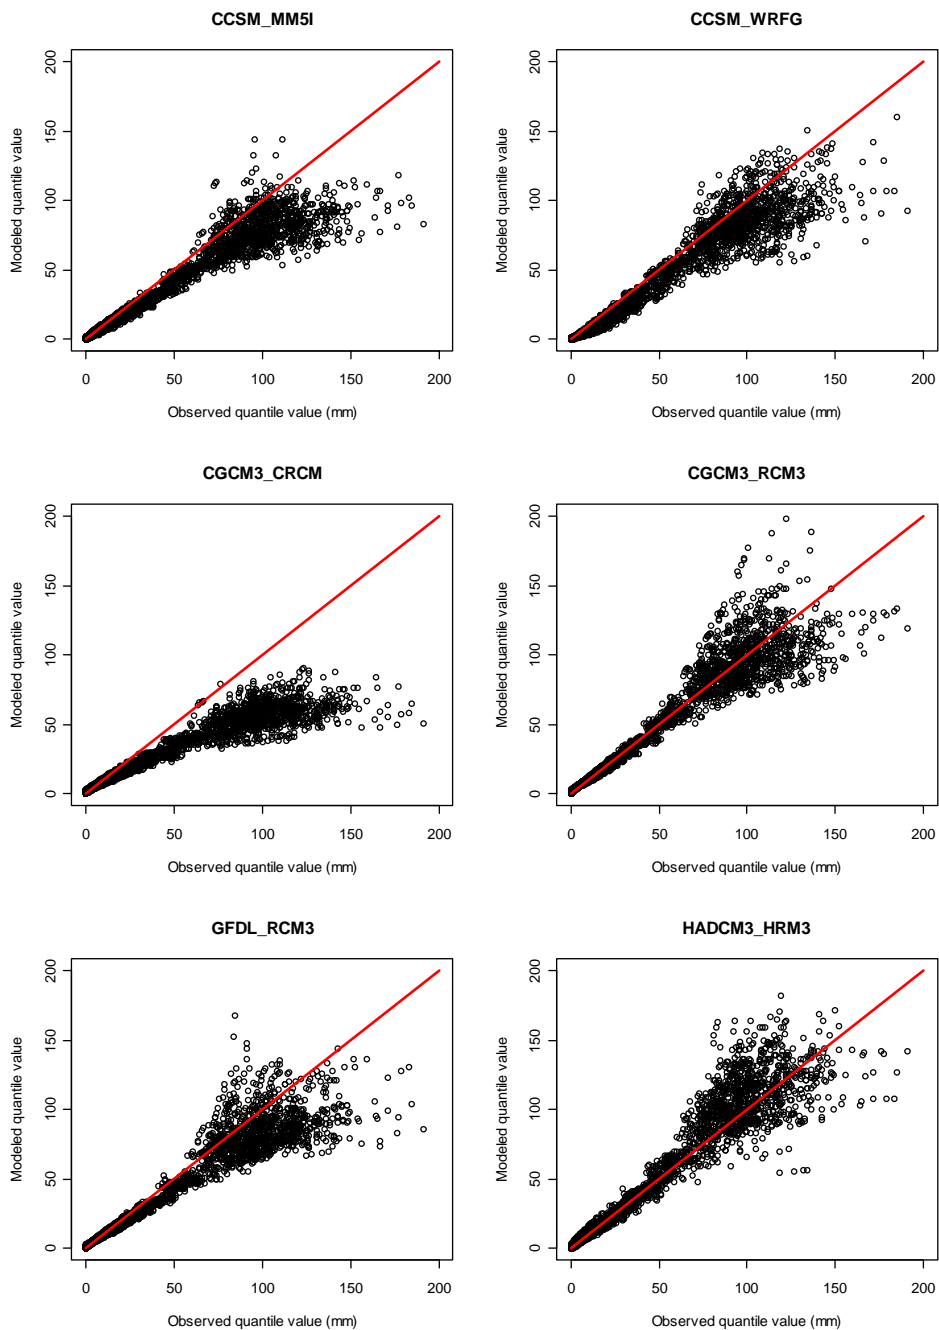 CCSM_MM5I
CCSM_WRFG
Modeled quantile value
0 50 100 150 200
0 50 100 150 200
Observed quantile value (mm)
Modeled quantile value
0 50 100 150 200
0 50 100 150 200
Observed quantile value (mm)
CGCM3_CRCM
CGCM3_RCM3
Modeled quantile value
0 50 100 150 200
0 50 100 150 200
Observed quantile value (mm)
Modeled quantile value
0 50 100 150 200
0 50 100 150 200
Observed quantile value (mm)
GFDL_RCM3
HADCM3_HRM3
Modeled quantile value
0 50 100 150 200
0 50 100 150 200
Observed quantile value (mm)
Modeled quantile value
0 50 100 150 200
0 50 100 150 200
Observed quantile value (mm)